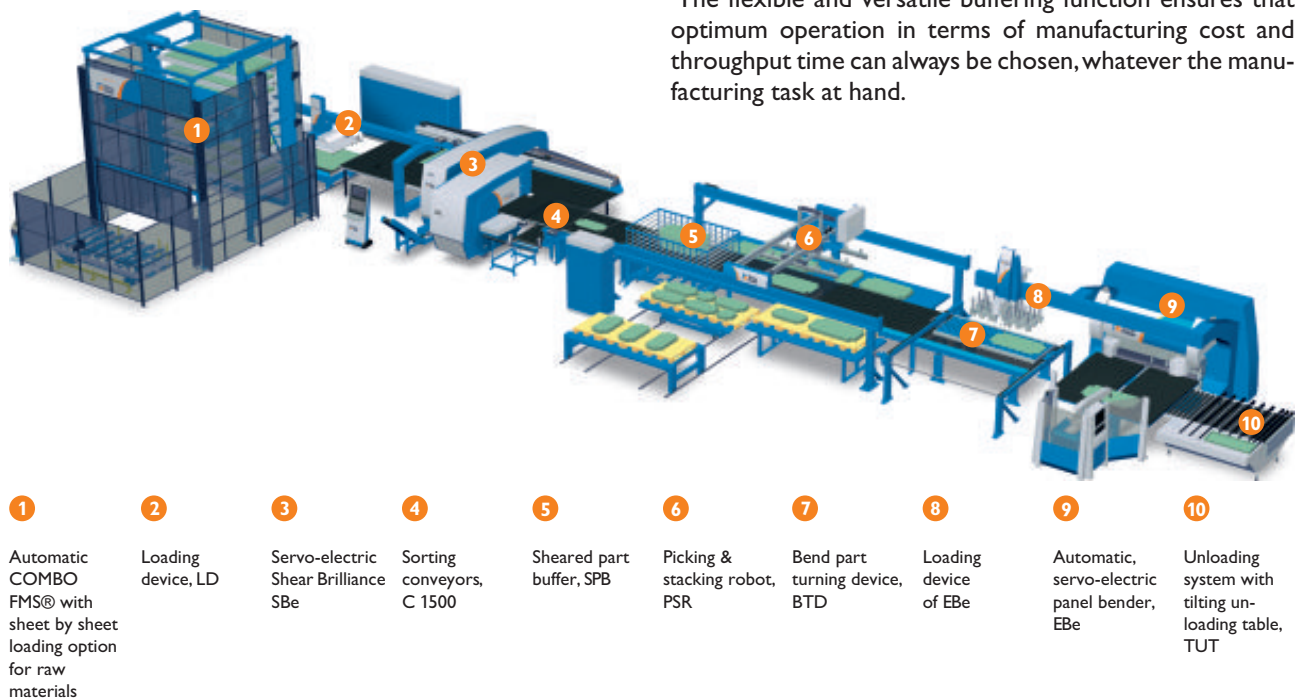 The flexible and versatile buffering function ensures that
optimum operation in terms of manufacturing cost and
throughput time can always be chosen, whatever the manu-
facturing task at hand.
1
2
3
4
5
6
7
8
9
10
1
2
3
4
5
6
7
8
9
10
Automatic
COMBO
FMS® with
sheet by sheet
loading option
for raw
materials
Loading
device, LD
Servo-electric
Shear Brilliance
SBe
Sorting
conveyors,
C 1500
Sheared part
buffer, SPB
Picking &
stacking robot,
PSR
Bend part
turning device,
BTD
Loading
device
of EBe
Automatic,
servo-electric
panel bender,
EBe
Unloading
system with
tilting un-
loading table,
TUT